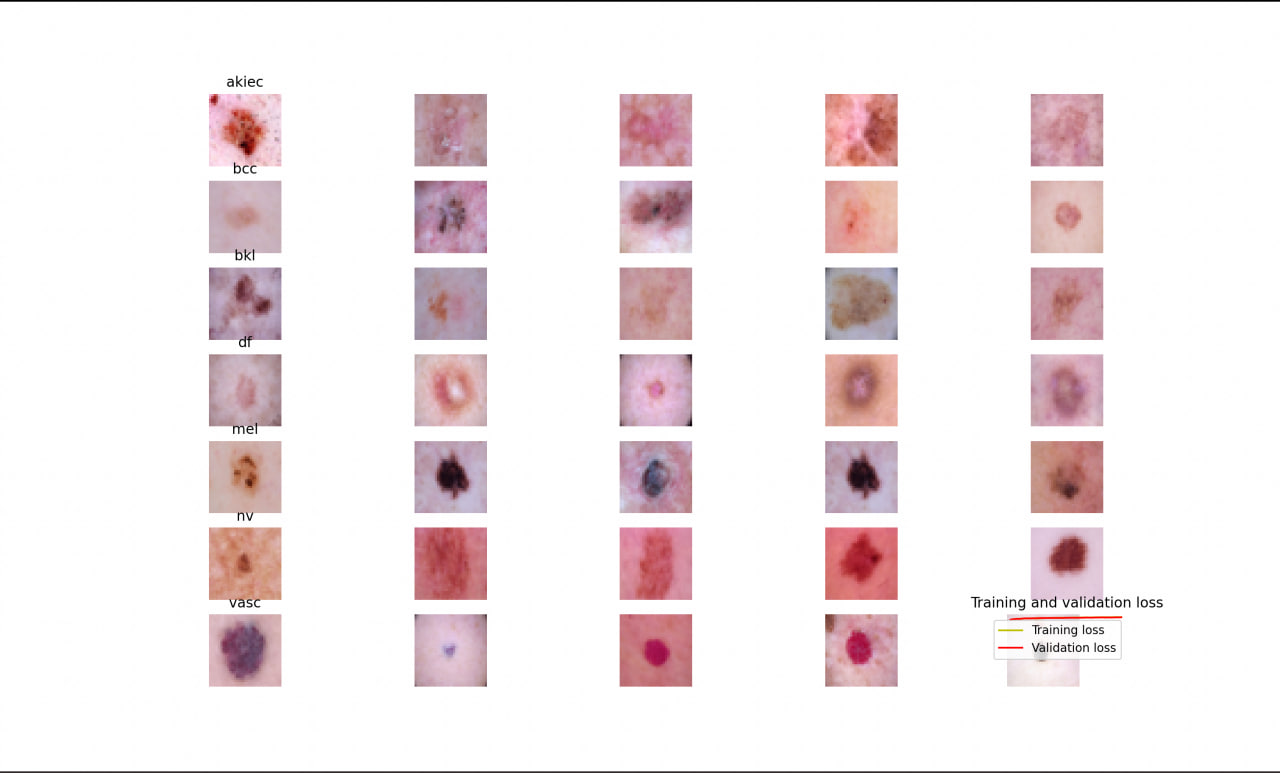 akiec
bcc
bkl
df
mel
nv
vasc
Training and validation loss
Training loss
Validation loss